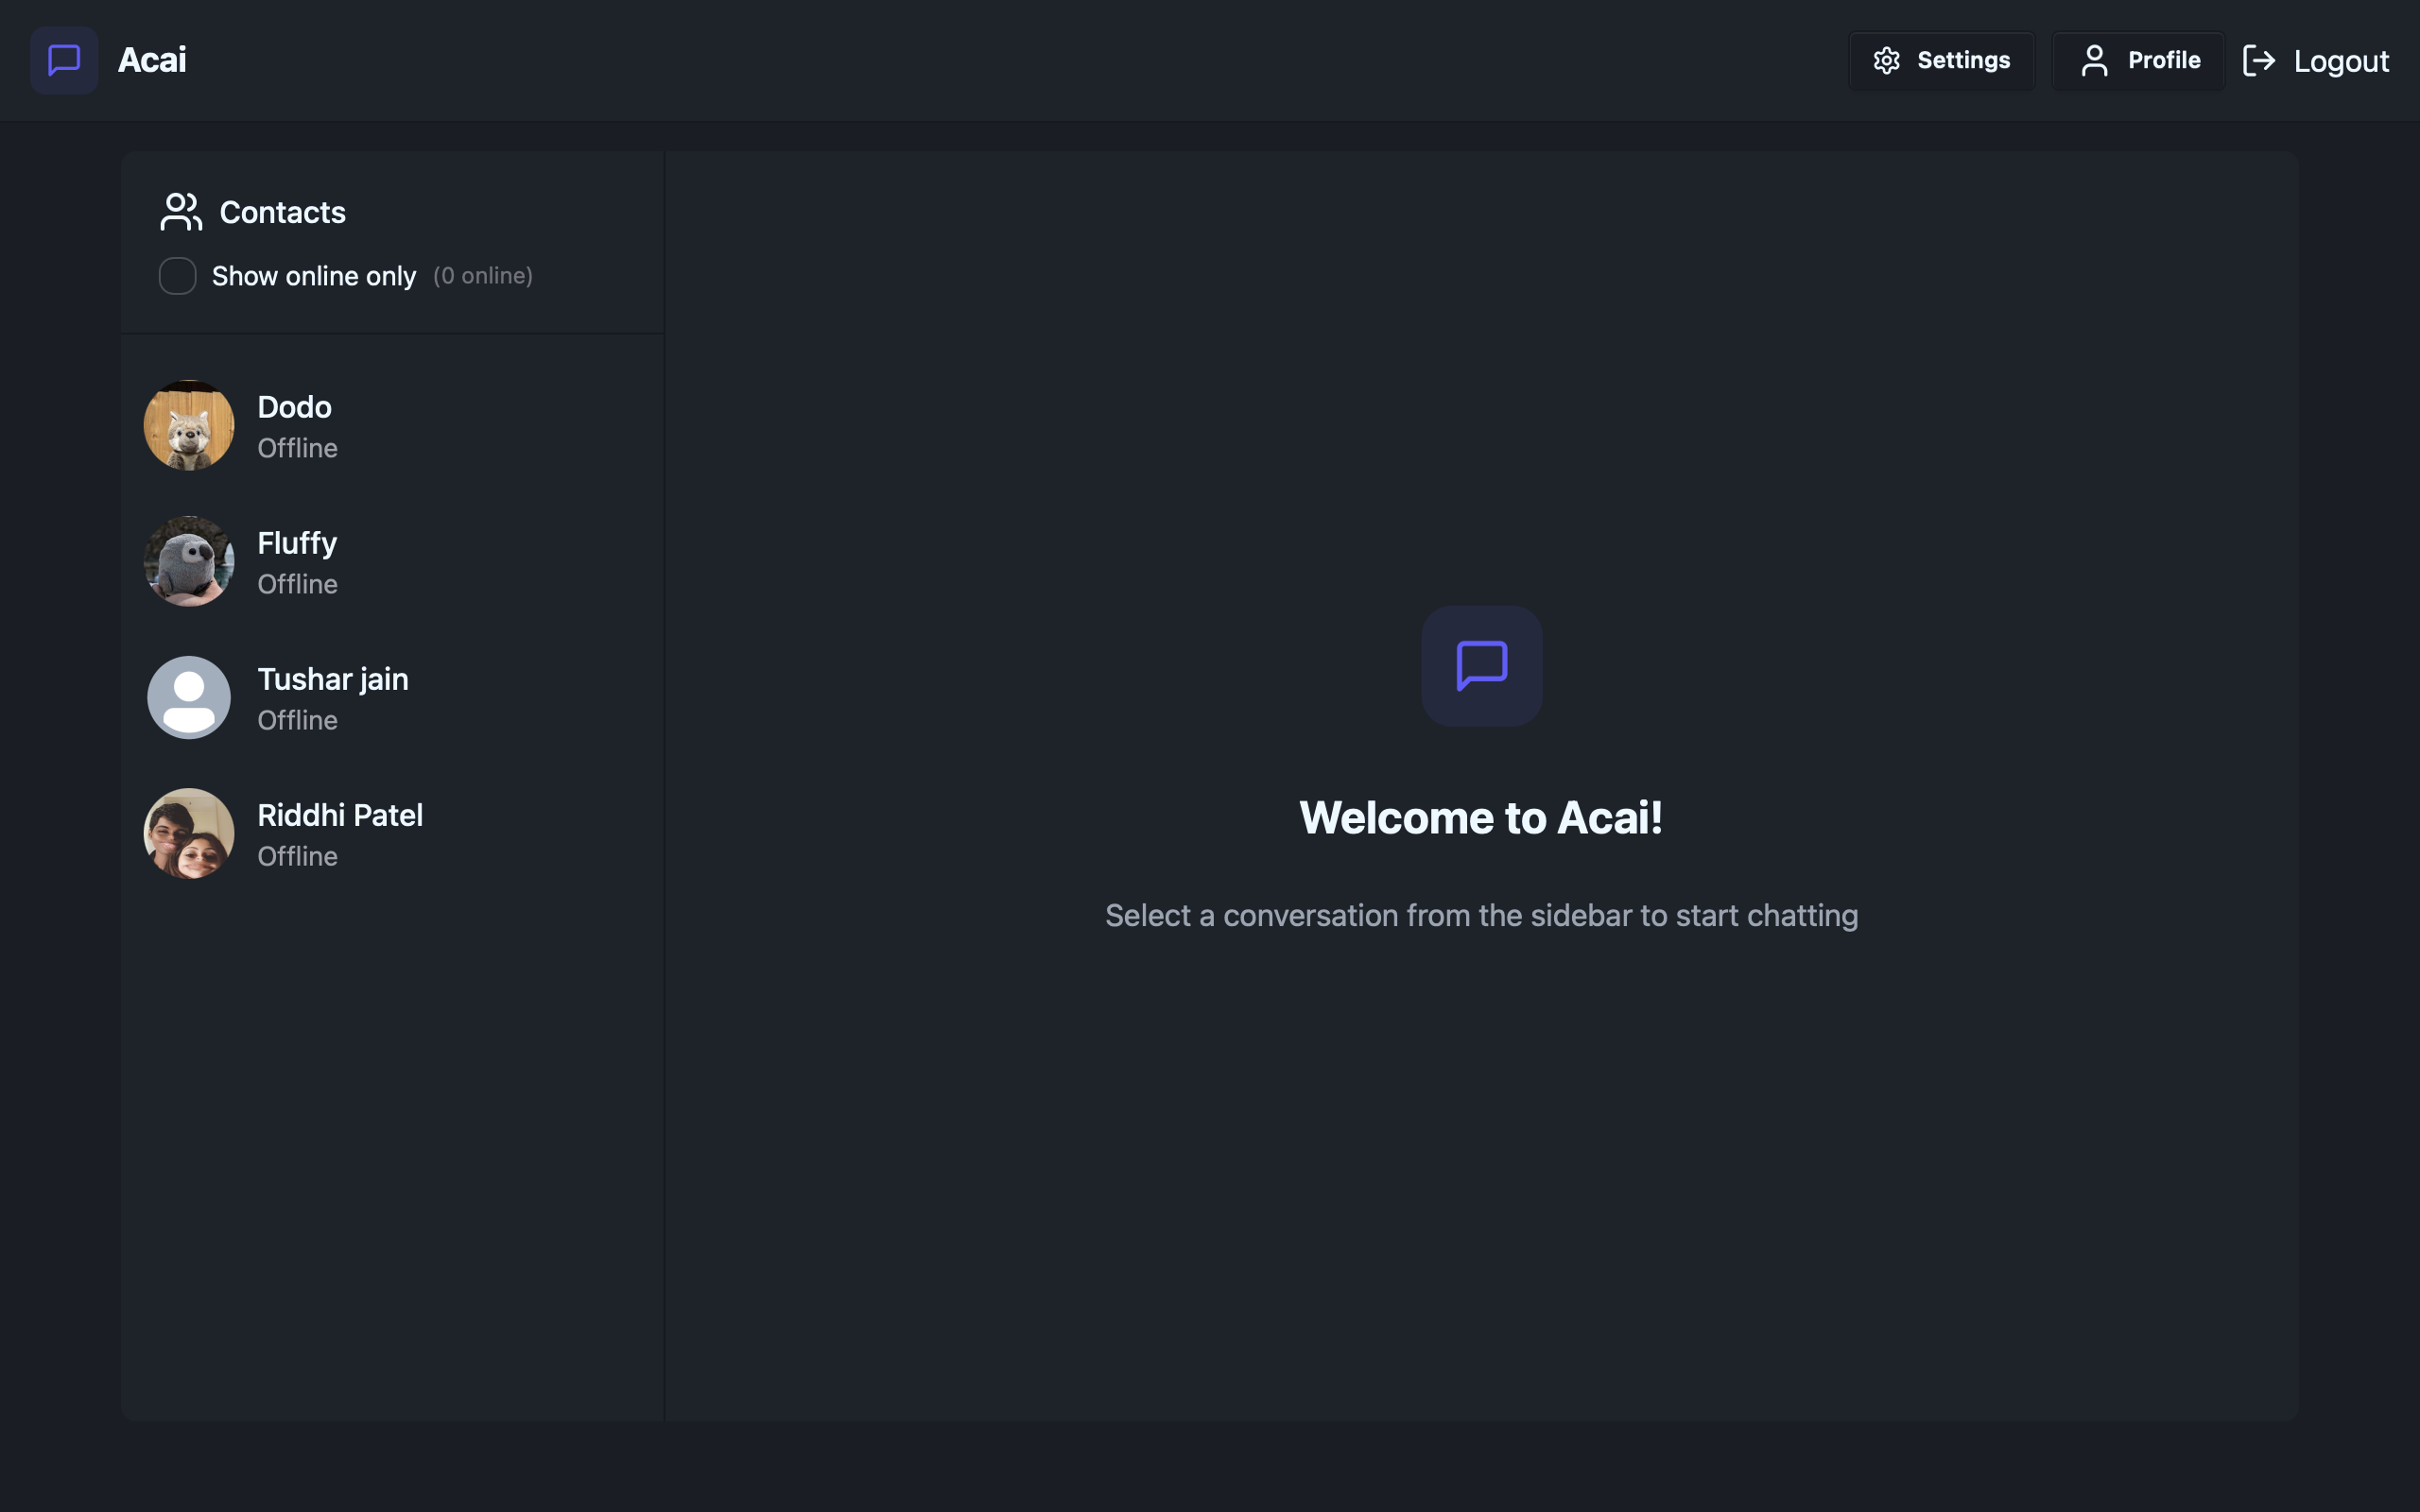 Acai
Settings
Profile
Logout
Contacts
Show online only (0 online)
Dodo
Offline
Fluffy
Offline
Tushar jain
Offline
Riddhi Patel
Offline
Welcome to Acai!
Select a conversation from the sidebar to start chatting